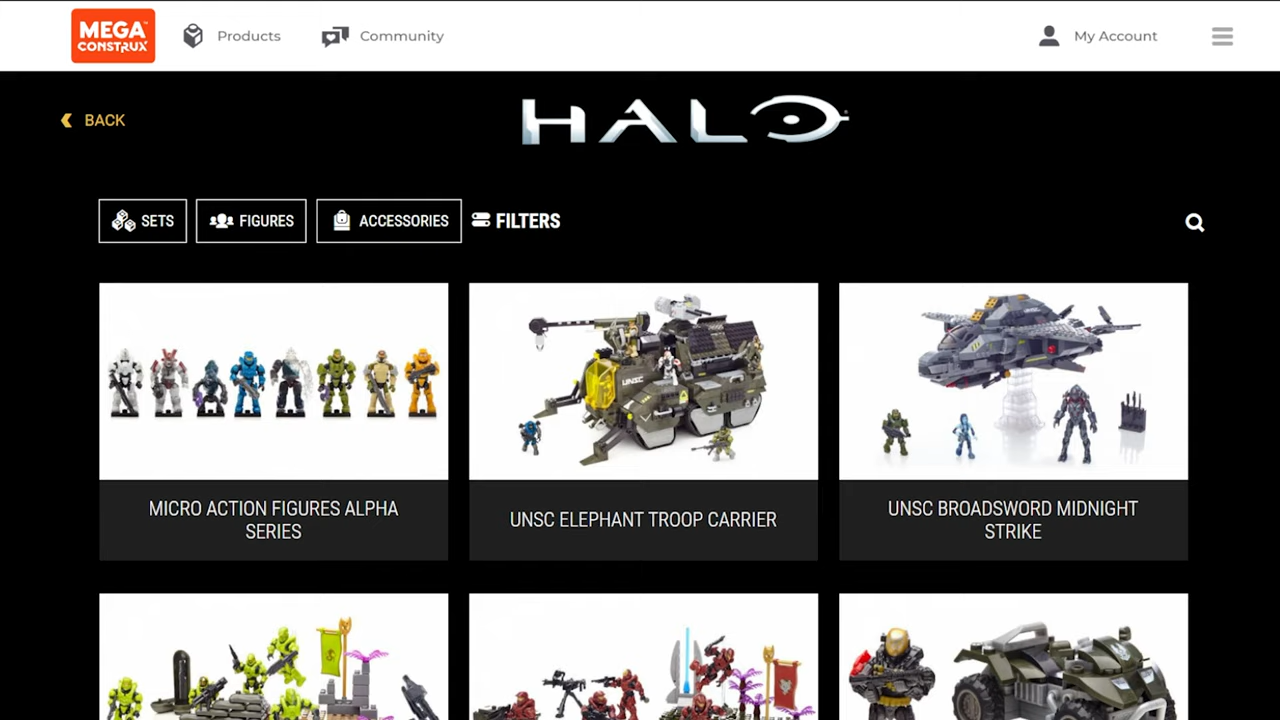 MEGA
CONSTRUX
Products
Community
My Account
BACK
HALO
SETS
FIGURES
ACCESSORIES
FILTERS
UNSC
MICRO ACTION FIGURES ALPHA
SERIES
UNSC ELEPHANT TROOP CARRIER
UNSC BROADSWORD MIDNIGHT
STRIKE